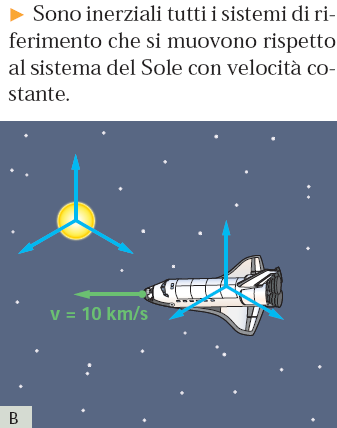 ► Sono inerziali tutti i sistemi di ri-
ferimento che si muovono rispetto
al sistema del Sole con velocità co-
stante.
v = 10 km/s
B